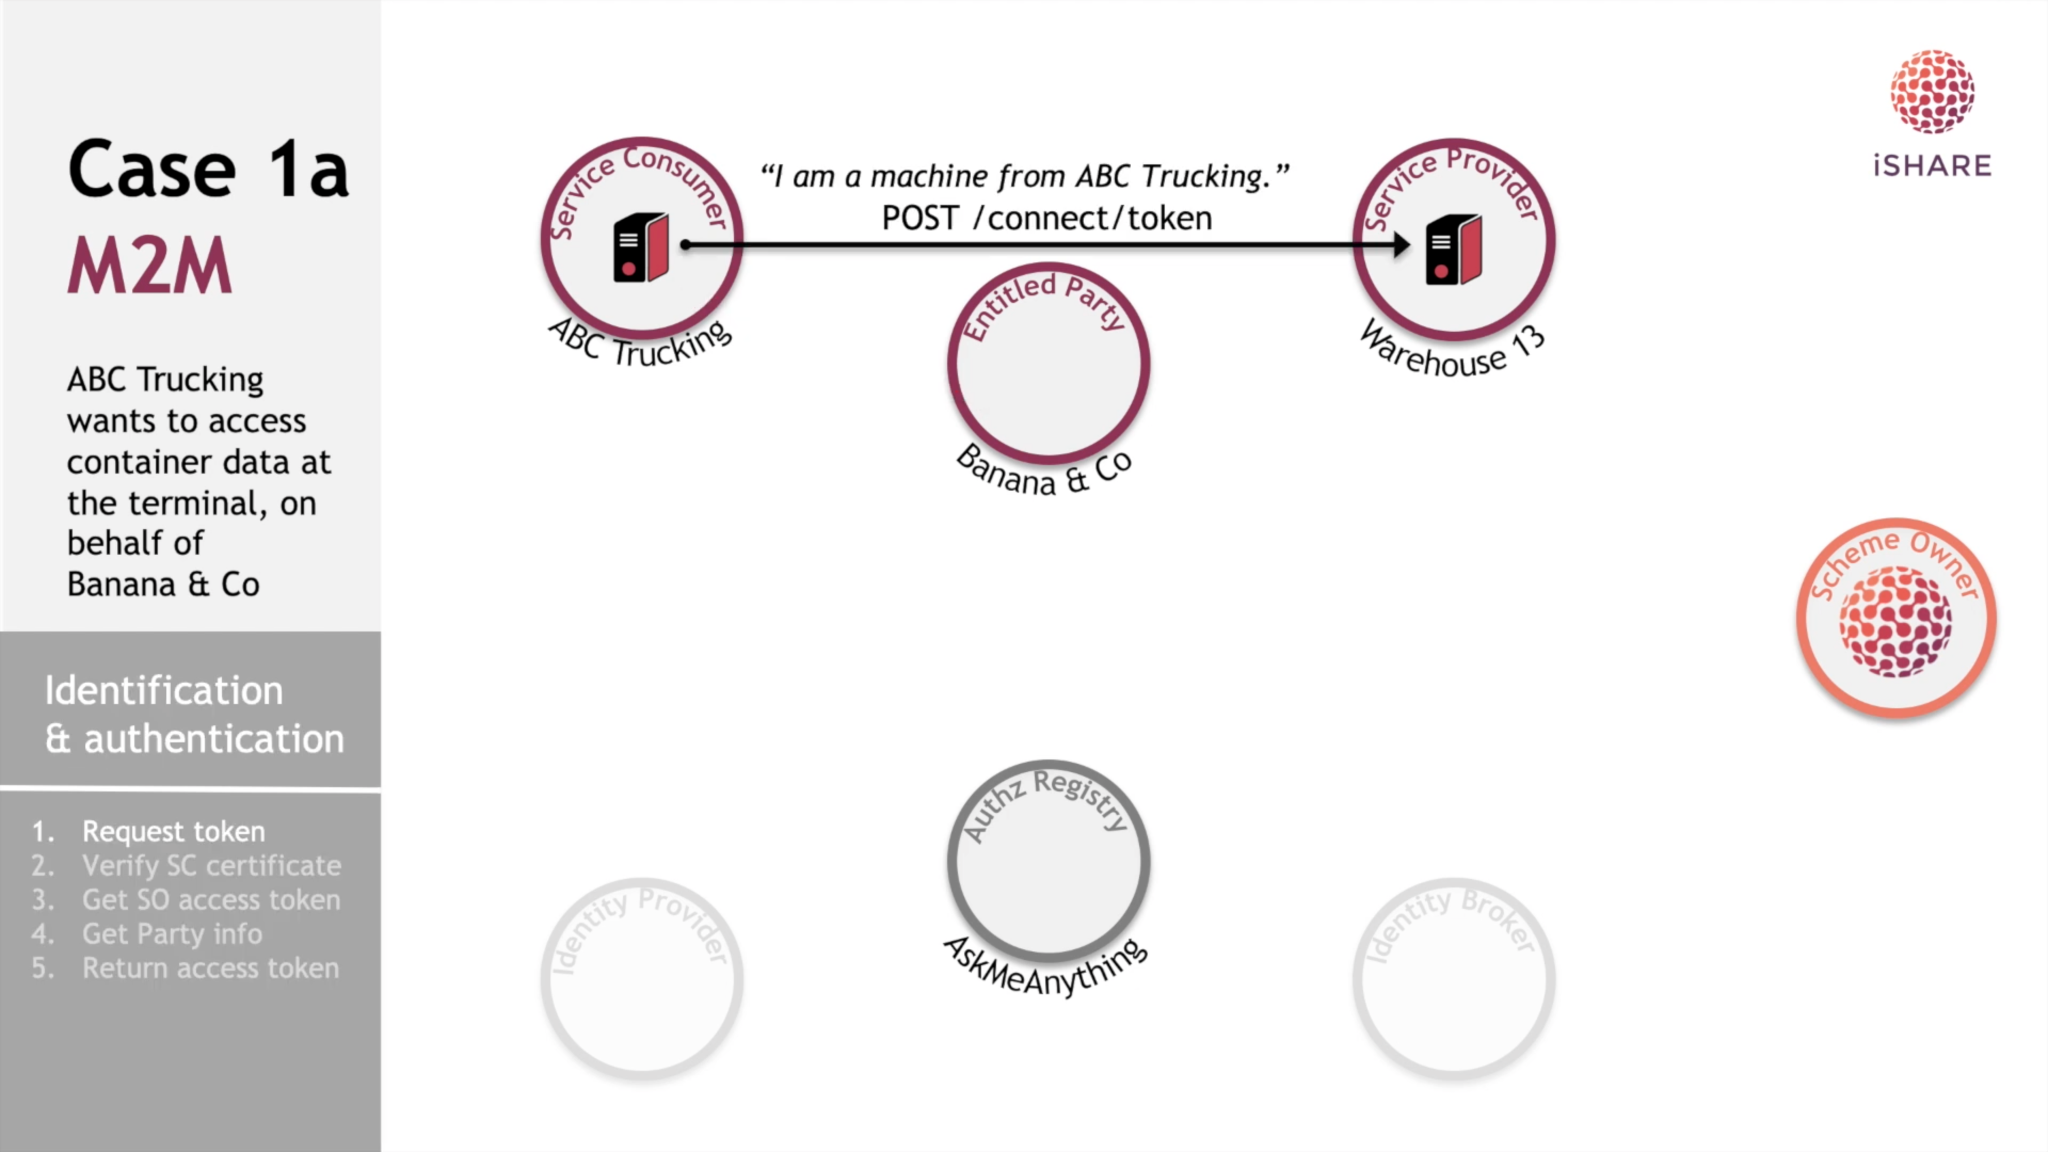 Case 1a
M2M
ABC Trucking
wants to access
container data at
the terminal, on
behalf of
Banana & Co
Identification
& authentication
1. Request token
2. Verify SC certificate
3. Get SO access token
4. Get Party info
5. Return access token
Service Consumer
ABC Trucking
“I am a machine from ABC Trucking.”
POST /connect/token
Service Provider
Warehouse 13
Entitled Party
Banana & Co
iSHARE
Scheme Owner
Authz Registry
AskMeAnything
Identity Provider
Identity Broker